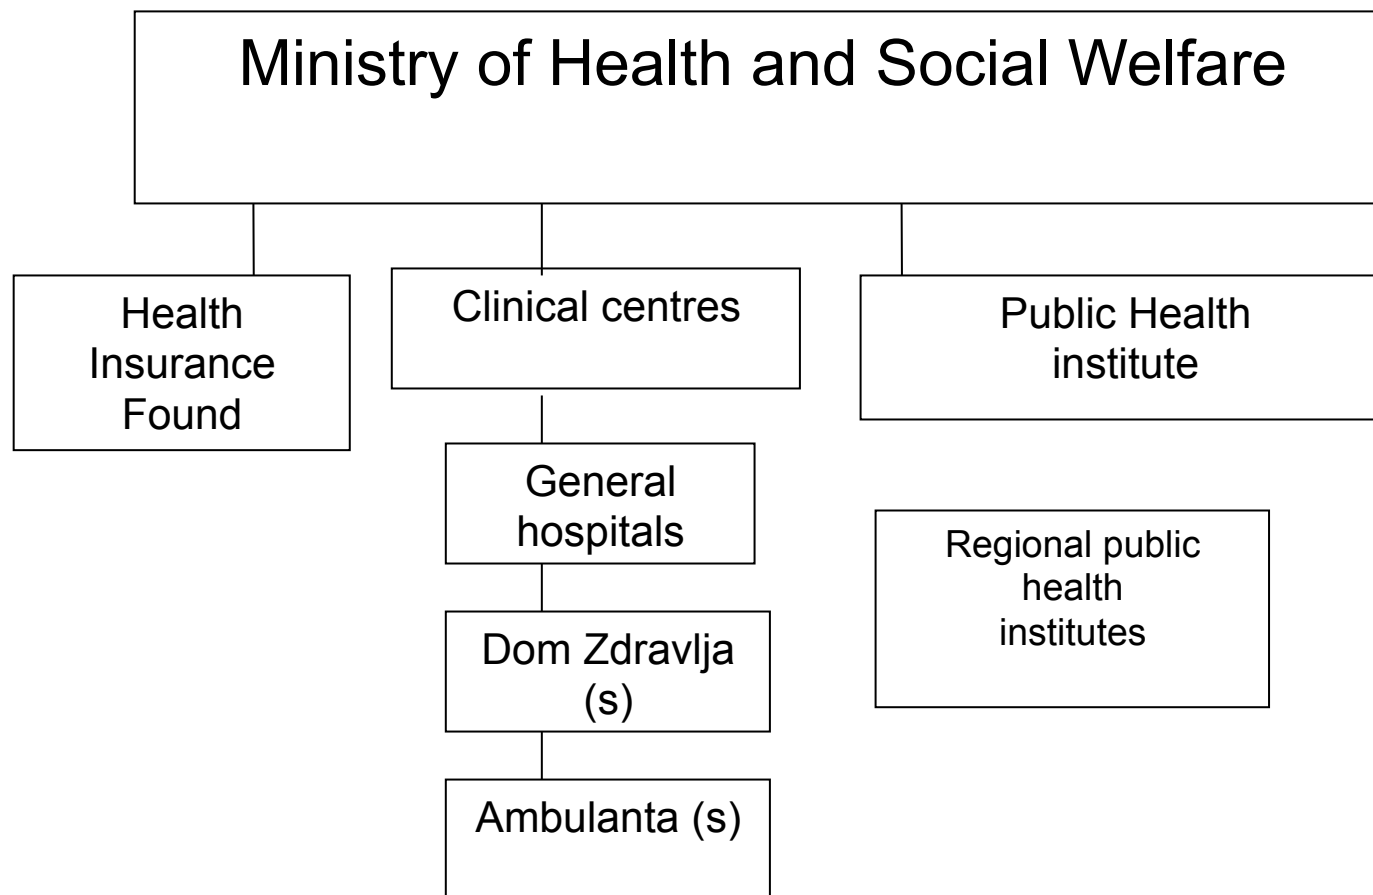 Ministry of Health and Social Welfare
Health
Insurance
Found
Clinical centres
Public Health
institute
General
hospitals
Regional public
health
institutes
Dom Zdravlja
(s)
Ambulanta (s)